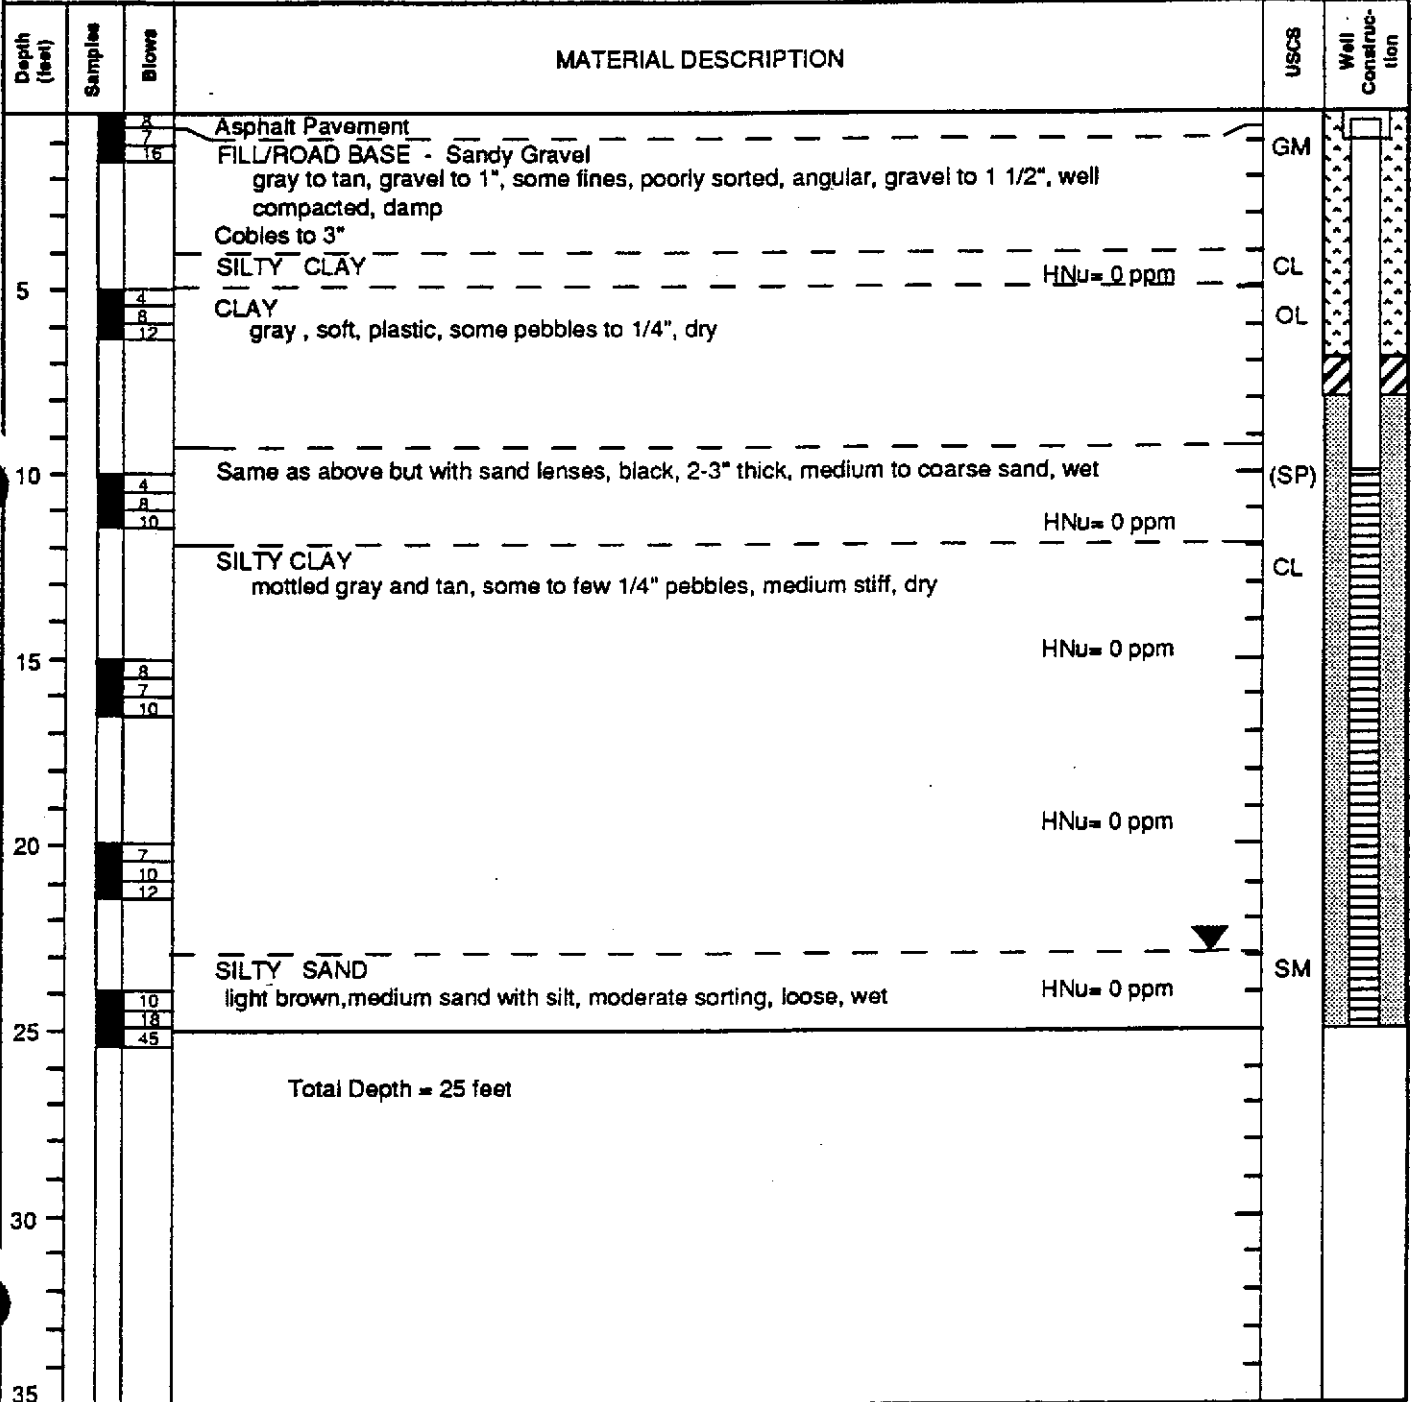 Depth (feet) Samples Blows MATERIAL DESCRIPTION USCS Well Construc- tion
8
Asphalt Pavement
7
16
FILL/ROAD BASE - Sandy Gravel
GM
gray to tan, gravel to 1", some fines, poorly sorted, angular, gravel to 1 1/2", well
compacted, damp
Cobles to 3"
SILTY CLAY
CL
HNu= 0 ppm
5
4
CLAY
OL
8
gray , soft, plastic, some pebbles to 1/4", dry
12
Same as above but with sand lenses, black, 2-3" thick, medium to coarse sand, wet
(SP)
10
4
8
10
HNu= 0 ppm
SILTY CLAY
CL
mottled gray and tan, some to few 1/4" pebbles, medium stiff, dry
HNu= 0 ppm
15
8
7
10
HNu= 0 ppm
20
7
10
12
SILTY SAND
SM
HNu= 0 ppm
light brown,medium sand with silt, moderate sorting, loose, wet
10
18
25
45
Total Depth = 25 feet
30
35